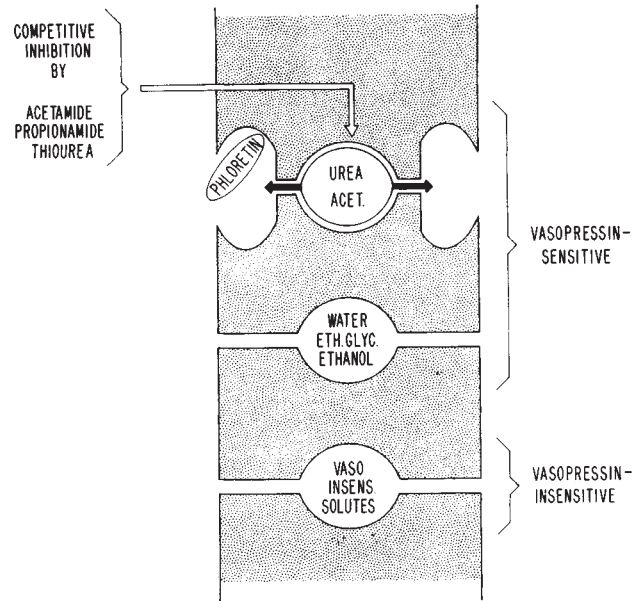 COMPETITIVE
INHIBITION
BY
ACETAMIDE
PROPIONAMIDE
THIOUREA
PHLORETIN
UREA
ACET.
VASOPRESSIN-
SENSITIVE
WATER
ETH.GLYC.
ETHANOL
VASO
INSENS.
SOLUTES
VASOPRESSIN-
INSENSITIVE